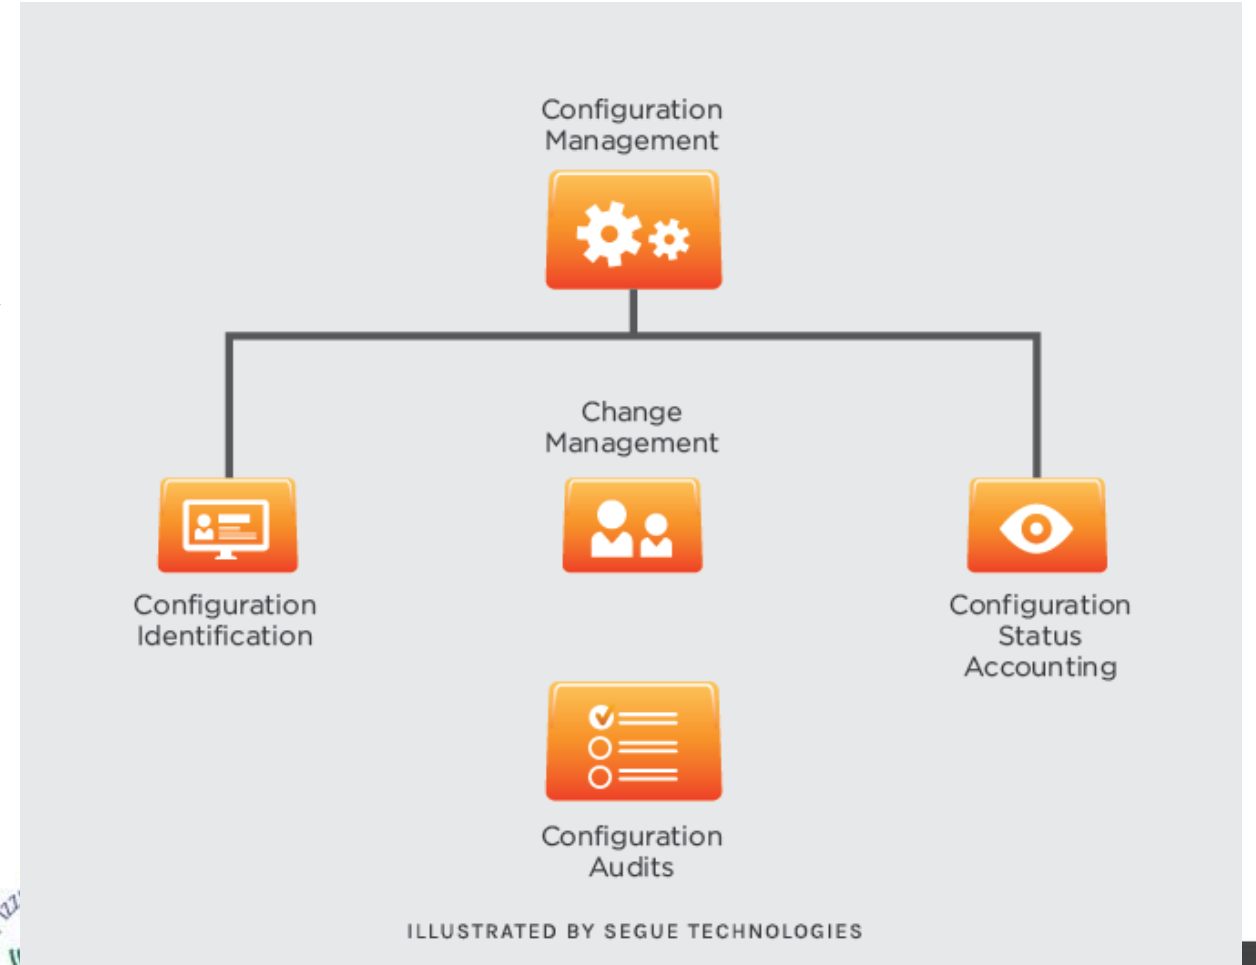 Configuration
Management
Change
Management
Configuration
Identification
Configuration
Status
Accounting
Configuration
Audits
ILLUSTRATED BY SEGUE TECHNOLOGIES